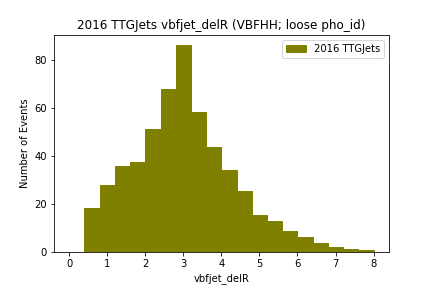 2016 TTGJets vbfjet_delR (VBFHH; loose pho_id)
2016 TTGJets
Number of Events
80
60
40
20
0
0 1 2 3 4 5 6 7 8
vbfjet_delR